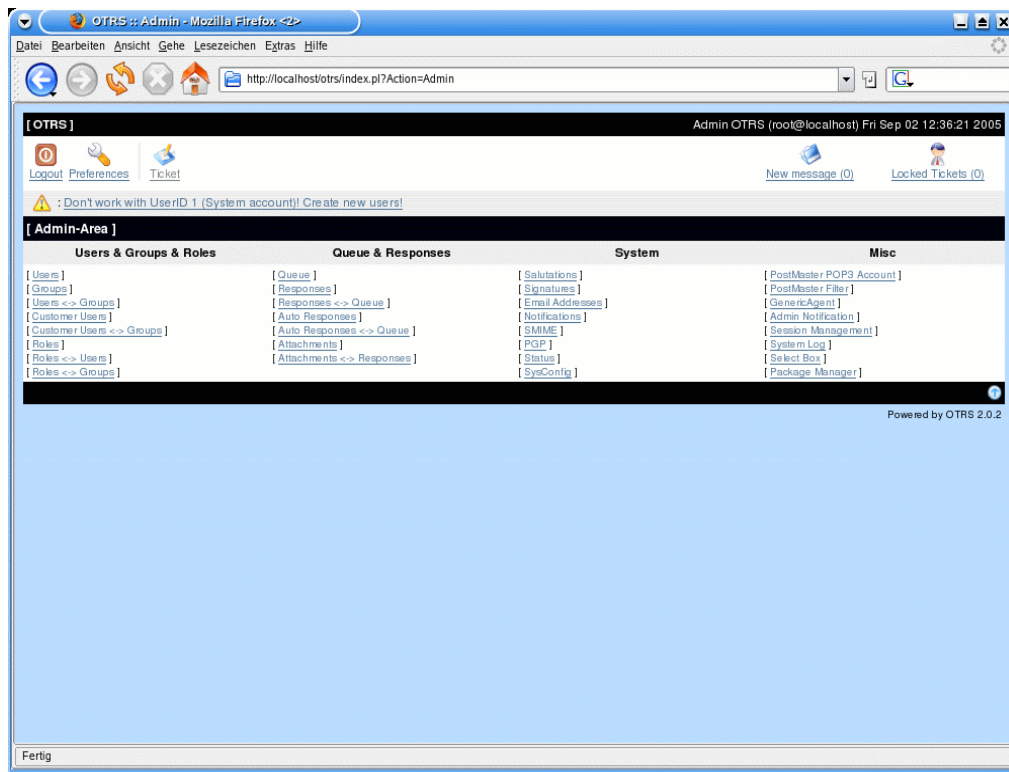 OTRS :: Admin - Mozilla Firefox <2>
Datei Bearbeiten Ansicht Gehe Lesezeichen Extras Hilfe
http://localhost/otrs/index.pl?Action=Admin
G
[ OTRS ] Admin OTRS (root@localhost) Fri Sep 02 12:36:21 2005
Logout Preferences Ticket New message (0) Locked Tickets (0)
: Don't work with UserID 1 (System account)! Create new users!
[ Admin-Area ]
Users & Groups & Roles Queue & Responses System Misc
[ Users ] [ Queue ] [ Salutations ] [ PostMaster POP3 Account ]
[ Groups ] [ Responses ] [ Signatures ] [ PostMaster Filter ]
[ Users <-> Groups ] [ Responses <-> Queue ] [ Email Addresses ] [ GenericAgent ]
[ Customer Users ] [ Auto Responses ] [ Notifications ] [ Admin Notification ]
[ Customer Users <-> Groups ] [ Auto Responses <-> Queue ] [ SMIME ] [ Session Management ]
[ Roles ] [ Attachments ] [ PGP ] [ System Log ]
[ Roles <-> Users ] [ Attachments <-> Responses ] [ Status ] [ Select Box ]
[ Roles <-> Groups ] [ SysConfig ] [ Package Manager ]
Powered by OTRS 2.0.2
Fertig